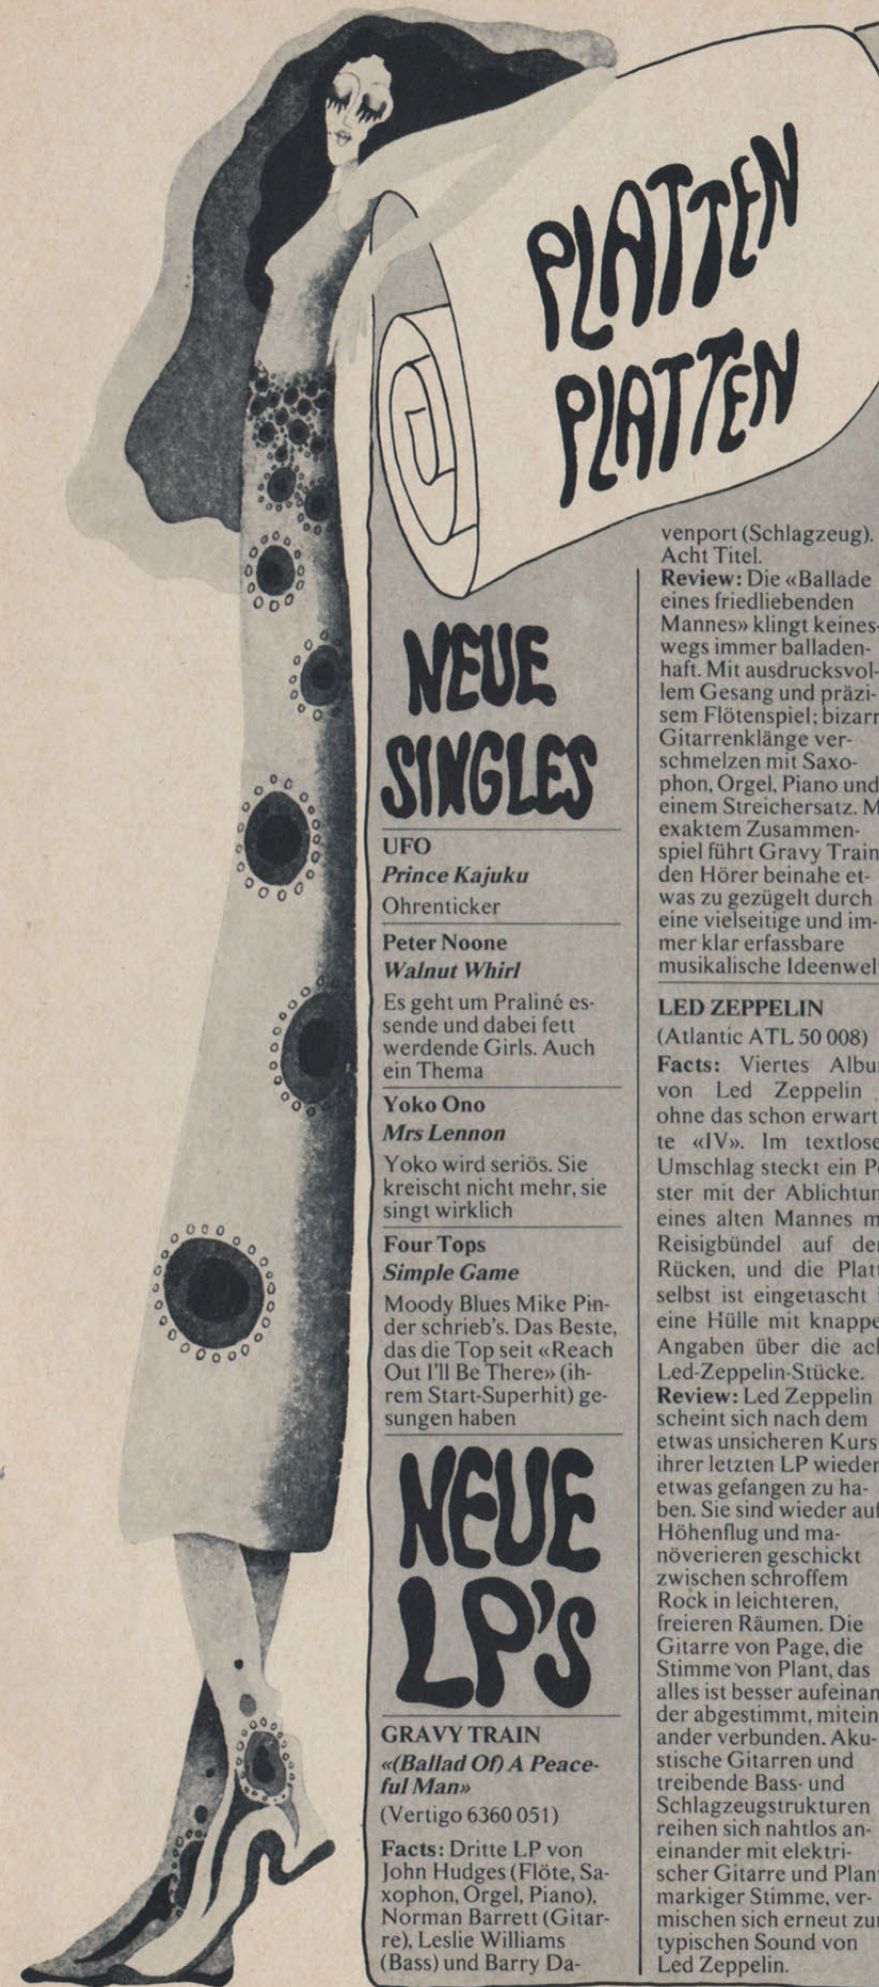 PLATTEN
PLATTEN
NEUE
SINGLES
UFO
Prince Kajuku
Ohrenticker
Peter Noone
Walnut Whirl
Es geht um Praliné es-
sende und dabei fett
werdende Girls. Auch
ein Thema
Yoko Ono
Mrs Lennon
Yoko wird seriös. Sie
kreischt nicht mehr, sie
singt wirklich
Four Tops
Simple Game
Moody Blues Mike Pin-
der schrieb's. Das Beste,
das die Top seit «Reach
Out I'll Be There» (ih-
rem Start-Superhit) ge-
sungen haben
NEUE
LP'S
GRAVY TRAIN
«(Ballad Of) A Peace-
ful Man»
(Vertigo 6360 051)
Facts: Dritte LP von
John Hudges (Flöte, Sa-
xophon, Orgel, Piano),
Norman Barrett (Gitar-
re), Leslie Williams
(Bass) und Barry Da-
venport (Schlagzeug).
Acht Titel.
Review: Die «Ballade
eines friedliebenden
Mannes» klingt keines-
wegs immer balladen-
haft. Mit ausdrucksvol-
lem Gesang und präzi-
sem Flötenspiel; bizarr
Gitarrenklänge ver-
schmelzen mit Saxo-
phon, Orgel, Piano und
einem Streichersatz. M
exaktem Zusammen-
spiel führt Gravy Train
den Hörer beinahe et-
was zu gezügelt durch
eine vielseitige und im-
mer klar erfassbare
musikalische Ideenwel
LED ZEPPELIN
(Atlantic ATL 50 008)
Facts: Viertes Albu
von Led Zeppelin
ohne das schon erwart
te «IV». Im textlose
Umschlag steckt ein Po
ster mit der Ablichtun
eines alten Mannes m
Reisigbündel auf de
Rücken, und die Platt
selbst ist eingetascht i
eine Hülle mit knappe
Angaben über die ach
Led-Zeppelin-Stücke.
Review: Led Zeppelin
scheint sich nach dem
etwas unsicheren Kurs
ihrer letzten LP wieder
etwas gefangen zu ha-
ben. Sie sind wieder auf
Höhenflug und ma-
növerieren geschickt
zwischen schroffem
Rock in leichteren,
freieren Räumen. Die
Gitarre von Page, die
Stimme von Plant, das
alles ist besser aufeinan
der abgestimmt, mitein
ander verbunden. Aku-
stische Gitarren und
treibende Bass- und
Schlagzeugstrukturen
reihen sich nahtlos an-
einander mit elektri-
scher Gitarre und Plant
markiger Stimme, ver-
mischen sich erneut zu
typischen Sound von
Led Zeppelin.